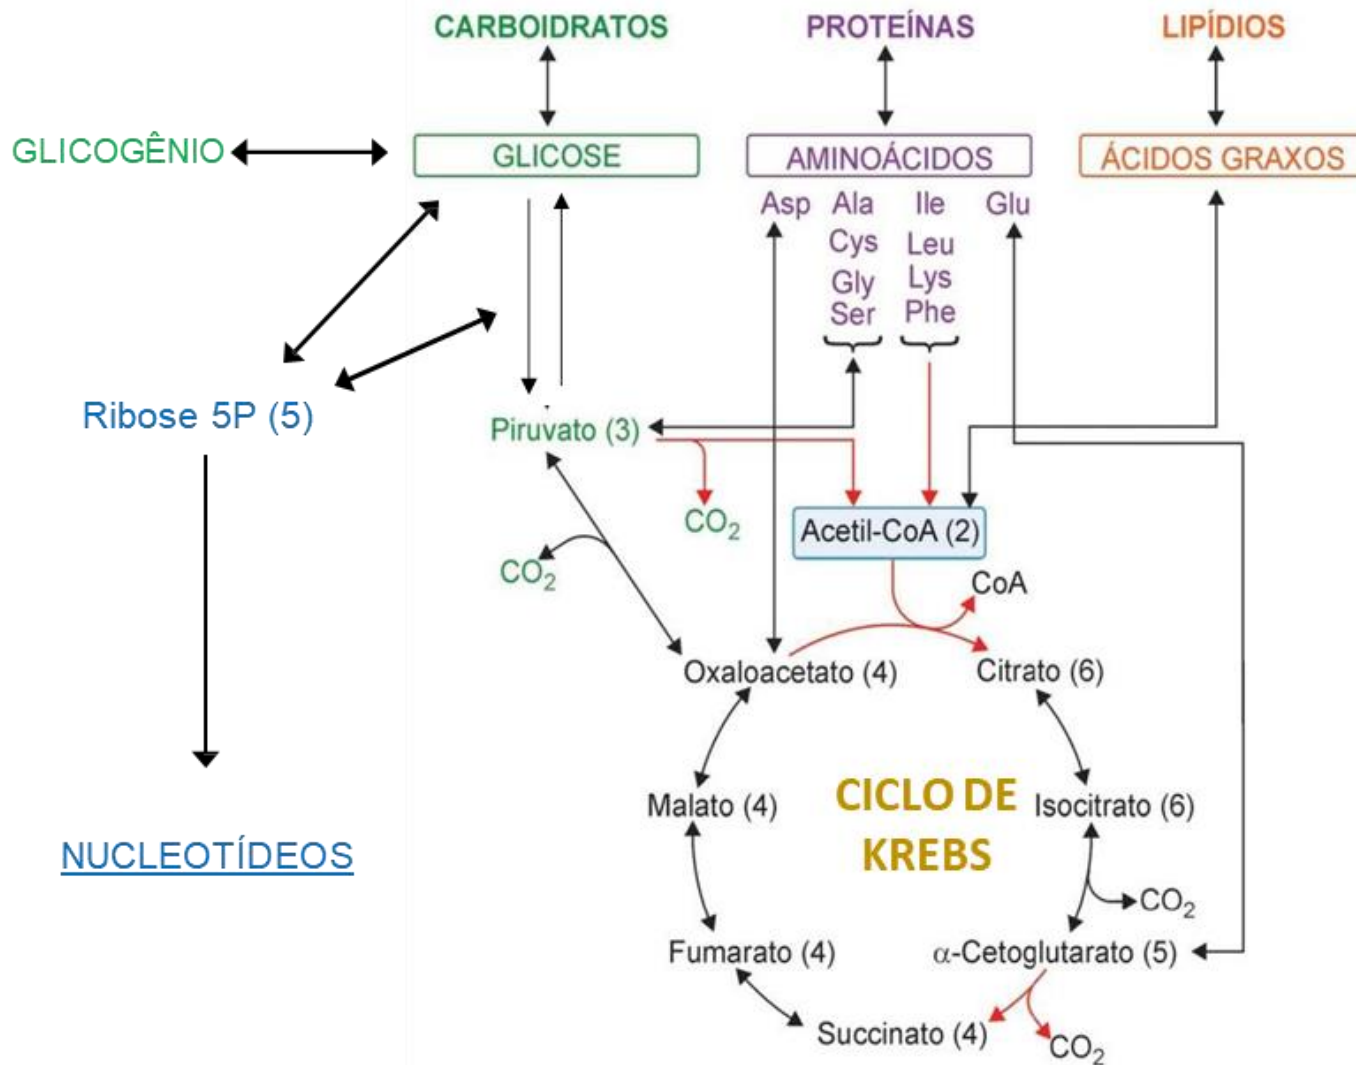 CARBOIDRATOS
PROTEÍNAS
LIPÍDIOS
GLICOGÊNIO
GLICOSE
AMINOÁCIDOS
ÁCIDOS GRAXOS
Asp Ala Ile Glu
Cys Leu
Gly Lys
Ser Phe
Ribose 5P (5)
Piruvato (3)
CO₂
Acetil-CoA (2)
CO₂
CoA
Oxaloacetato (4)
Citrato (6)
Malato (4)
CICLO DE
KREBS
Isocitrato (6)
NUCLEOTÍDEOS
CO₂
Fumarato (4)
α-Cetoglutarato (5)
Succinato (4)
CO₂